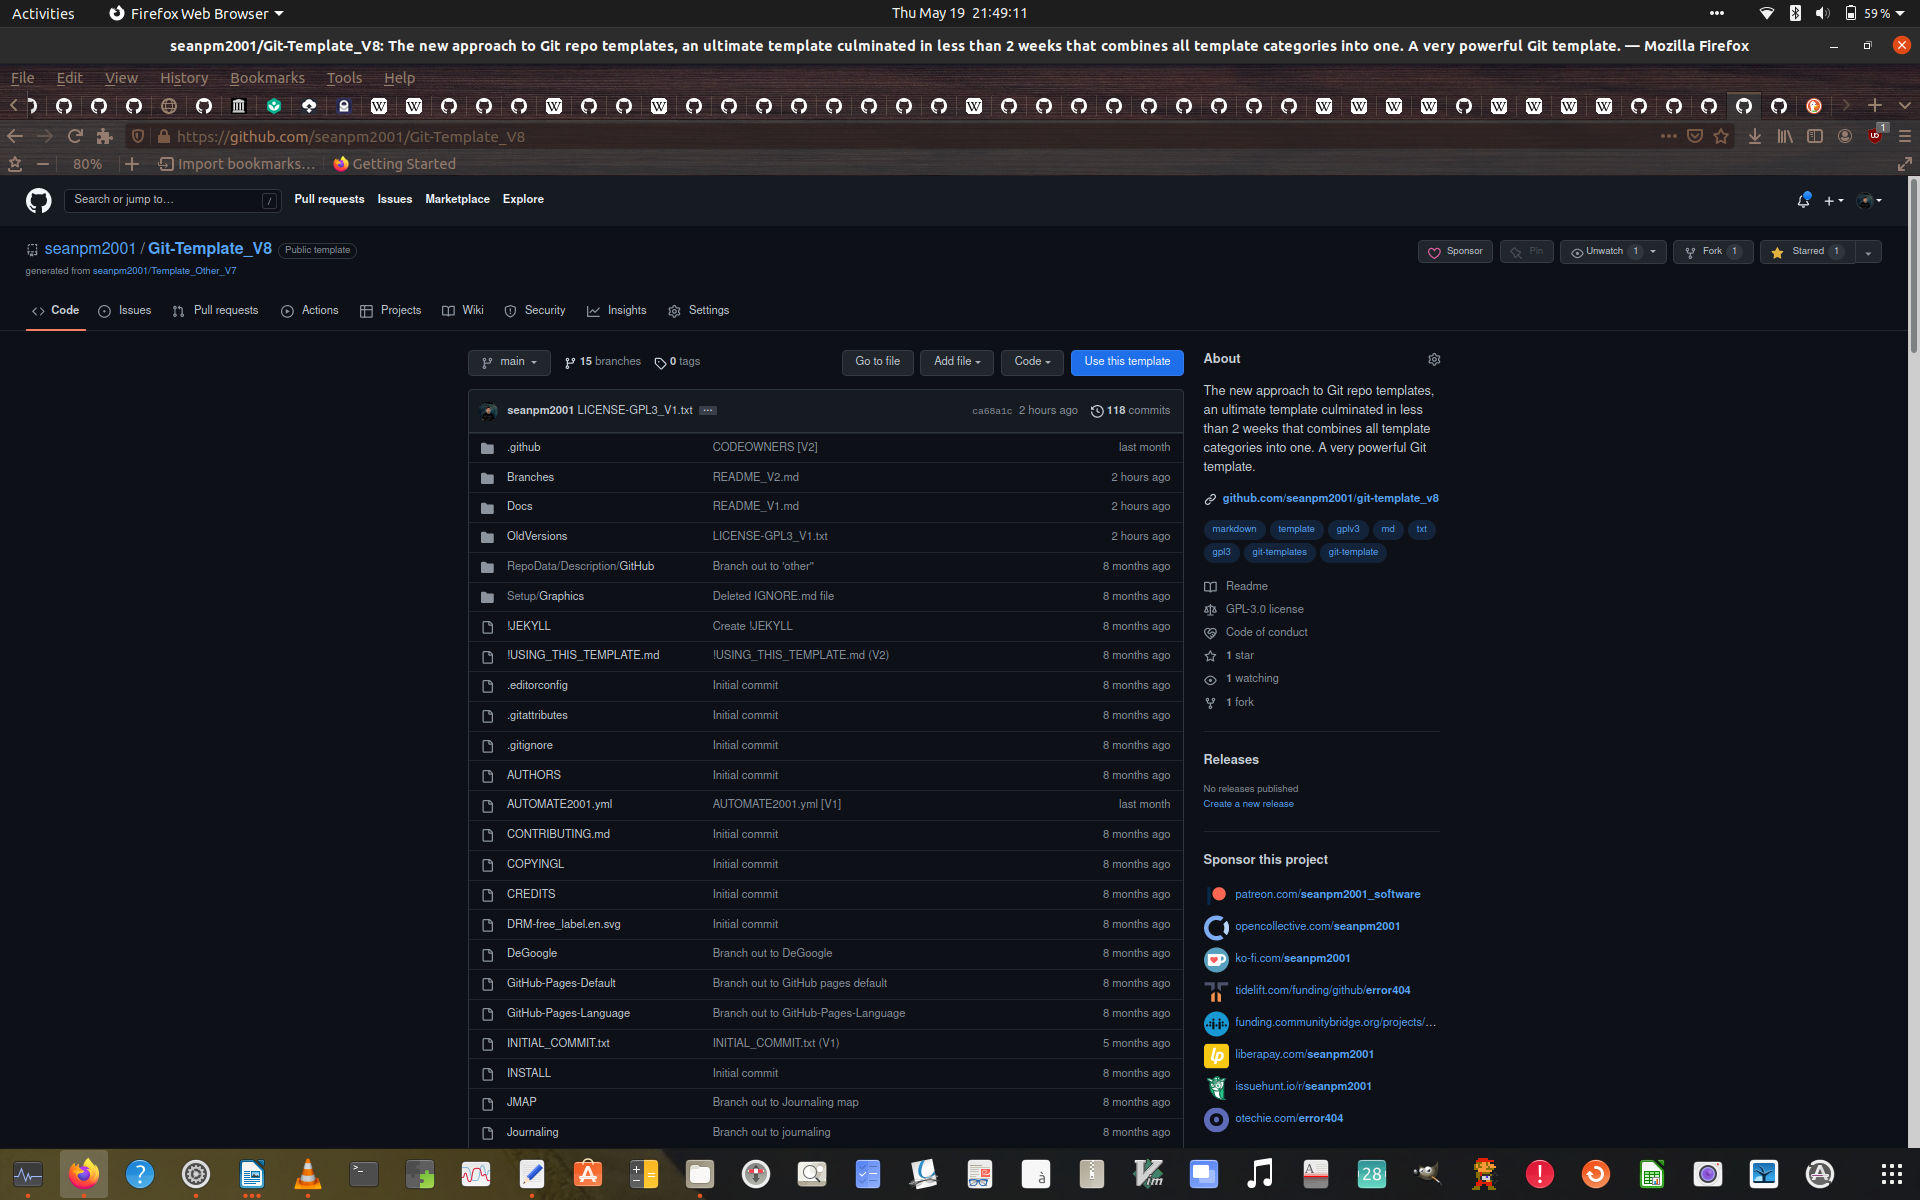 Activities Firefox Web Browser Thu May 19 21:49:11 59 %
seanpm2001/Git-Template_V8: The new approach to Git repo templates, an ultimate template culminated in less than 2 weeks that combines all template categories into one. A very powerful Git template. — Mozilla Firefox
File Edit View History Bookmarks Tools Help
https://github.com/seanpm2001/Git-Template_V8 1
80% Import bookmarks... Getting Started
Search or jump to... / Pull requests Issues Marketplace Explore
seanpm2001 / Git-Template_V8 Public template Sponsor Pin Unwatch 1 Fork 1 Starred 1
generated from seanpm2001/Template_Other_V7
Code Issues Pull requests Actions Projects Wiki Security Insights Settings
main 15 branches 0 tags Go to file Add file Code Use this template
seanpm2001 LICENSE-GPL3_V1.txt ... ca68a1c 2 hours ago 118 commits
.github CODEOWNERS [V2] last month
Branches README_V2.md 2 hours ago
Docs README_V1.md 2 hours ago
OldVersions LICENSE-GPL3_V1.txt 2 hours ago
RepoData/Description/GitHub Branch out to 'other" 8 months ago
Setup/Graphics Deleted IGNORE.md file 8 months ago
!JEKYLL Create !JEKYLL 8 months ago
!USING_THIS_TEMPLATE.md !USING_THIS_TEMPLATE.md (V2) 8 months ago
.editorconfig Initial commit 8 months ago
.gitattributes Initial commit 8 months ago
.gitignore Initial commit 8 months ago
AUTHORS Initial commit 8 months ago
AUTOMATE2001.yml AUTOMATE2001.yml [V1] last month
CONTRIBUTING.md Initial commit 8 months ago
COPYINGL Initial commit 8 months ago
CREDITS Initial commit 8 months ago
DRM-free_label.en.svg Initial commit 8 months ago
DeGoogle Branch out to DeGoogle 8 months ago
GitHub-Pages-Default Branch out to GitHub pages default 8 months ago
GitHub-Pages-Language Branch out to GitHub-Pages-Language 8 months ago
INITIAL_COMMIT.txt INITIAL_COMMIT.txt (V1) 5 months ago
INSTALL Initial commit 8 months ago
JMAP Branch out to Journaling map 8 months ago
Journaling Branch out to journaling 8 months ago
About
The new approach to Git repo templates,
an ultimate template culminated in less
than 2 weeks that combines all template
categories into one. A very powerful Git
template.
github.com/seanpm2001/git-template_v8
markdown template gplv3 md txt
gpl3 git-templates git-template
Readme
GPL-3.0 license
Code of conduct
1 star
1 watching
1 fork
Releases
No releases published
Create a new release
Sponsor this project
patreon.com/seanpm2001_software
opencollective.com/seanpm2001
ko-fi.com/seanpm2001
tidelift.com/funding/github/error404
funding.communitybridge.org/projects/...
liberapay.com/seanpm2001
issuehunt.io/r/seanpm2001
otechie.com/error404
28